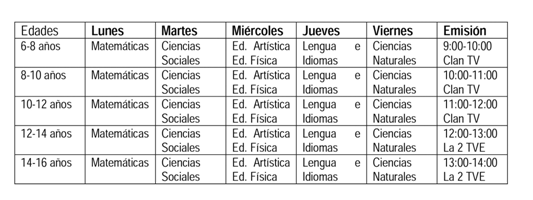 Edades Lunes Martes Miércoles Jueves Viernes Emisión
6-8 años Matemáticas Ciencias Ed. Artística Lengua e Ciencias 9:00-10:00
Sociales Ed. Física Idiomas Naturales Clan TV
8-10 años Matemáticas Ciencias Ed. Artística Lengua e Ciencias 10:00-11:00
Sociales Ed. Física Idiomas Naturales Clan TV
10-12 años Matemáticas Ciencias Ed. Artística Lengua e Ciencias 11:00-12:00
Sociales Ed. Física Idiomas Naturales Clan TV
12-14 años Matemáticas Ciencias Ed. Artística Lengua e Ciencias 12:00-13:00
Sociales Ed. Física Idiomas Naturales La 2 TVE
14-16 años Matemáticas Ciencias Ed. Artística Lengua e Ciencias 13:00-14:00
Sociales Ed. Física Idiomas Naturales La 2 TVE